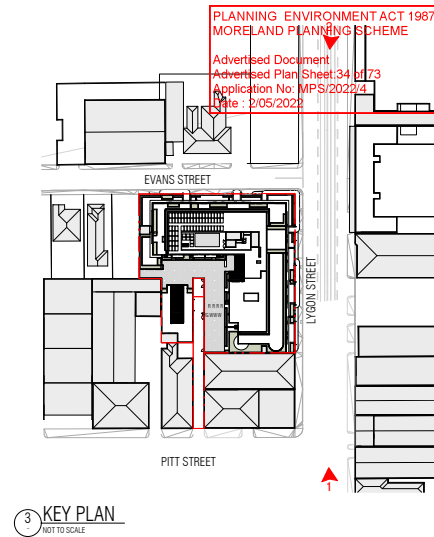 PLANNING ENVIRONMENT ACT 1987
MORELAND PLANNING SCHEME
2
Advertised Document
Advertised Plan Sheet:34 of 73
Application No: MPS/2022/4
Date : 2/05/2022
EVANS STREET
LYGON STREET
PITT STREET
1
3
KEY PLAN
NOT TO SCALE